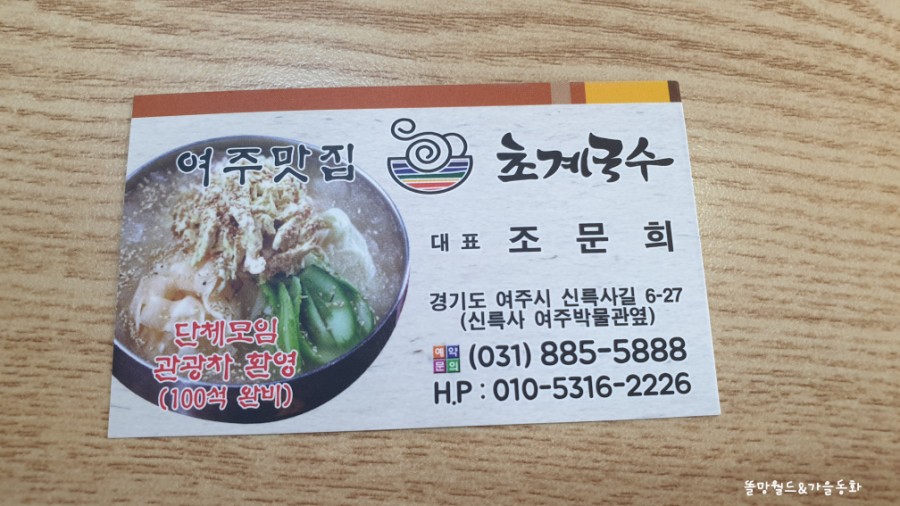 여주맛집 초계국수
대표 조문희
경기도 여주시 신륵사길 6-27
(신륵사 여주박물관옆)
예약문의 (031) 885-5888
H.P : 010-5316-2226
단체모임
관광차 환영
(100석 완비)
똘망월드&가을동화